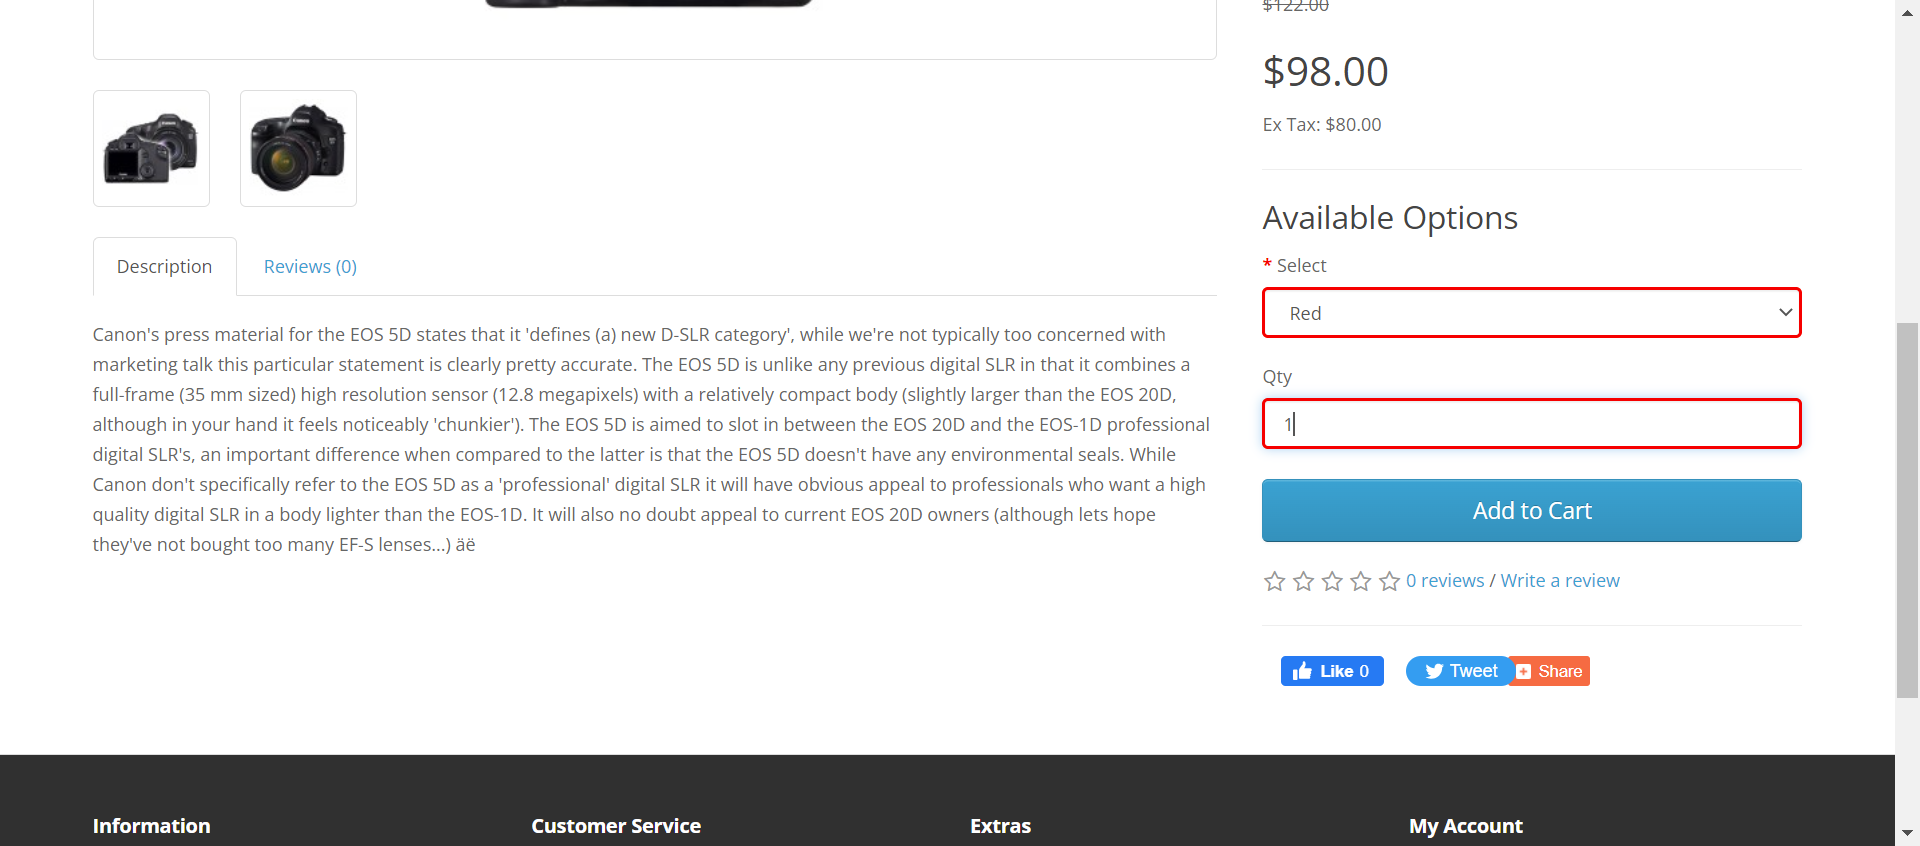 $122.00
$98.00
Ex Tax: $80.00
Available Options
* Select
Red
Qty
1
Add to Cart
0 reviews / Write a review
Like 0
Tweet
Share
Description
Reviews (0)
Canon's press material for the EOS 5D states that it 'defines (a) new D-SLR category', while we're not typically too concerned with
marketing talk this particular statement is clearly pretty accurate. The EOS 5D is unlike any previous digital SLR in that it combines a
full-frame (35 mm sized) high resolution sensor (12.8 megapixels) with a relatively compact body (slightly larger than the EOS 20D,
although in your hand it feels noticeably 'chunkier'). The EOS 5D is aimed to slot in between the EOS 20D and the EOS-1D professional
digital SLR's, an important difference when compared to the latter is that the EOS 5D doesn't have any environmental seals. While
Canon don't specifically refer to the EOS 5D as a 'professional' digital SLR it will have obvious appeal to professionals who want a high
quality digital SLR in a body lighter than the EOS-1D. It will also no doubt appeal to current EOS 20D owners (although lets hope
they've not bought too many EF-S lenses...) äë
Information
Customer Service
Extras
My Account